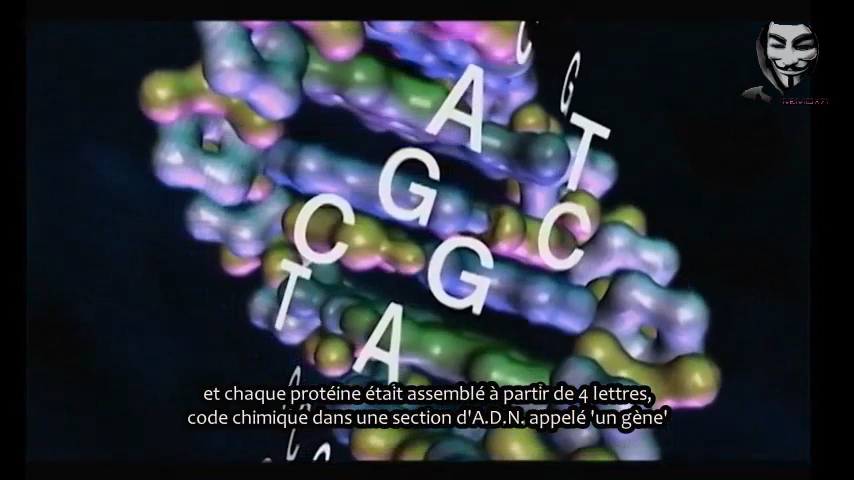 C
G
A T
G
C C
G
T
A
et chaque protéine était assemblé à partir de 4 lettres,
code chimique dans une section d'A.D.N. appelé 'un gène'